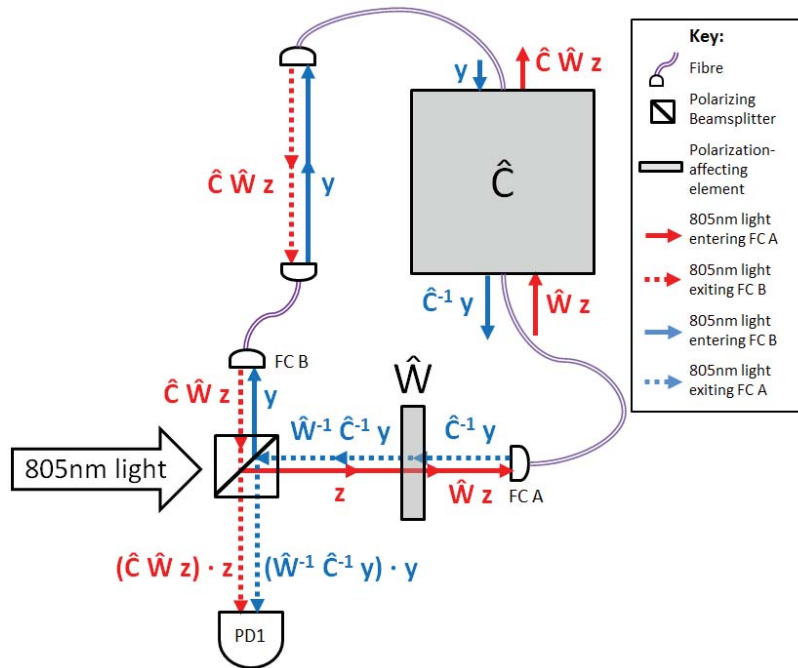 Key:
Fibre
Polarizing
Beamsplitter
Polarization-
affecting
element
805nm light
entering FC A
805nm light
exiting FC B
805nm light
entering FC B
805nm light
exiting FC A
y
Ĉ Ŵ z
Ĉ
Ĉ Ŵ z
y
Ĉ⁻¹ y
Ŵ z
FC B
Ĉ Ŵ z
y
Ŵ
Ŵ⁻¹ Ĉ⁻¹ y
Ĉ⁻¹ y
805nm light
z
Ŵ z
FC A
(Ĉ Ŵ z) · z
(Ŵ⁻¹ Ĉ⁻¹ y) · y
PD1